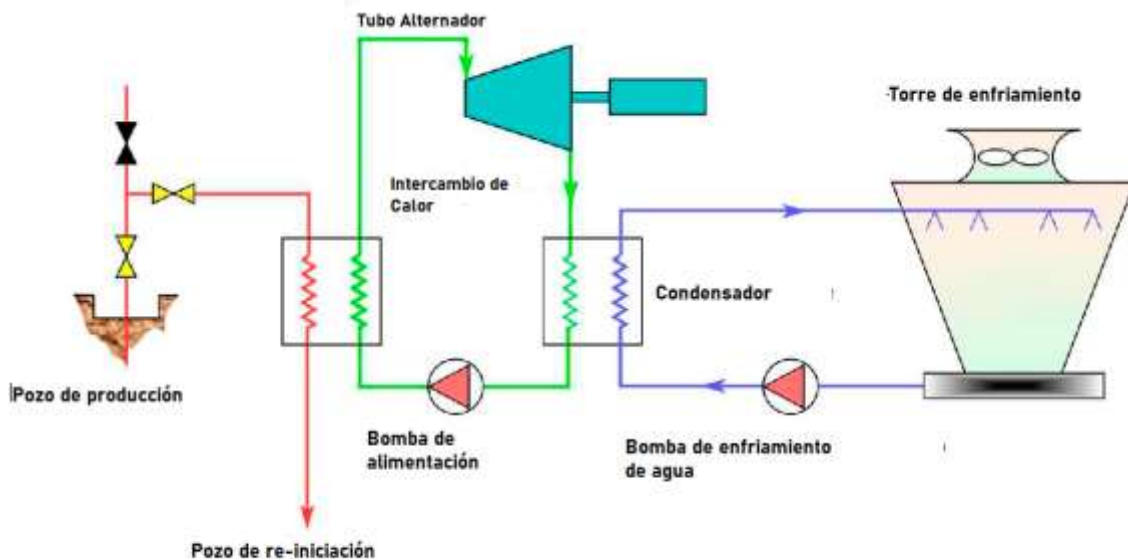 Tubo Alternador
Torre de enfriamiento
Intercambio de
Calor
Condensador
Pozo de producción
Bomba de
alimentación
Bomba de enfriamiento
de agua
Pozo de re-iniciación